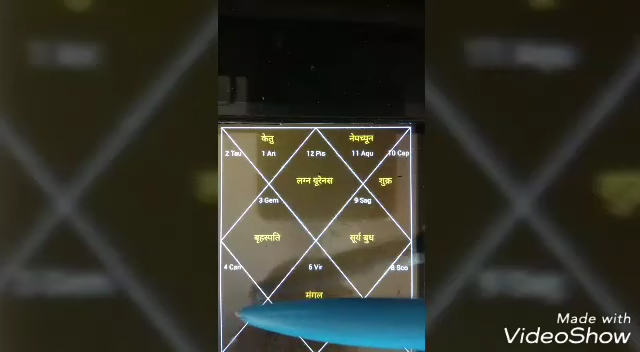 केतु
नेपच्यून
2 Tau
1 Ari
12 Pis
11 Aqu
10 Cap
लग्न यूरेनस
शुक्र
3 Gem
9 Sag
बृहस्पति
सूर्य बुध
4 Can
6 Vir
8 Sco
मंगल
Made with
VideoShow